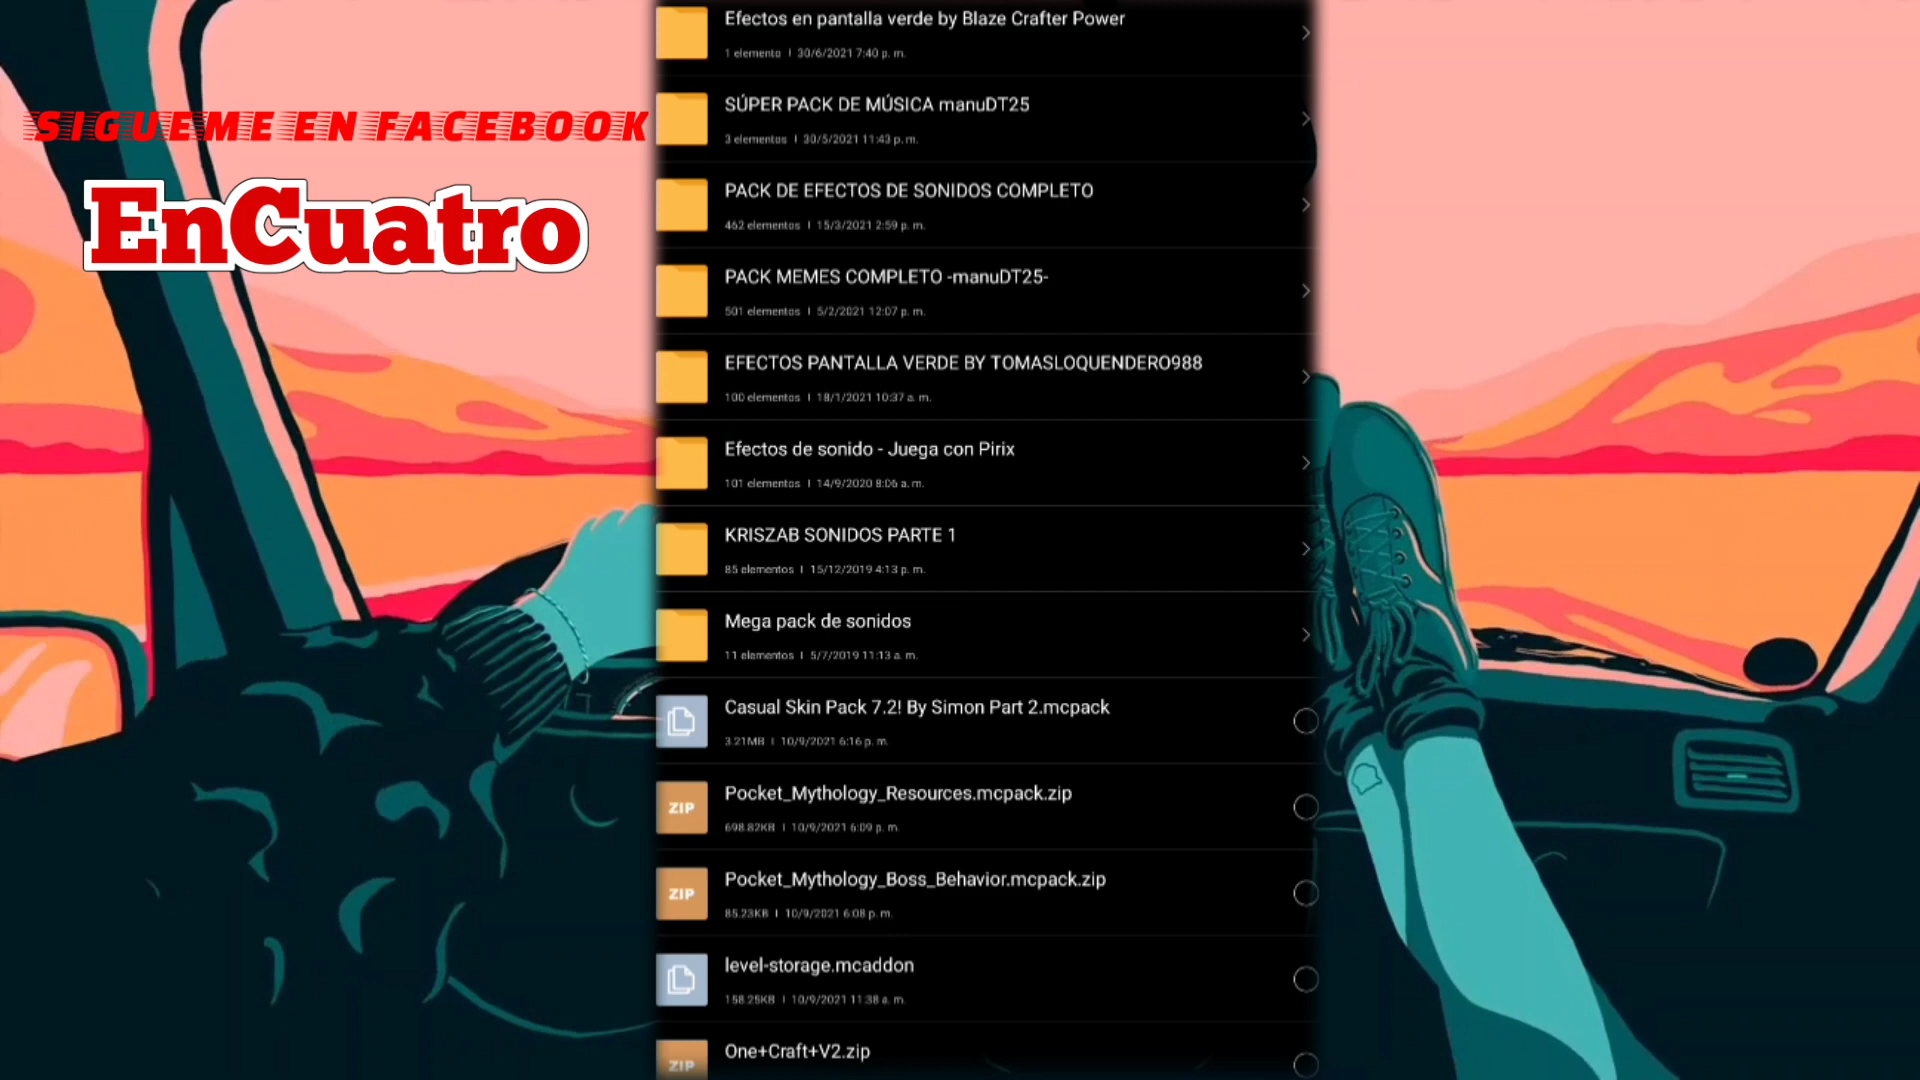 SIGUEME EN FACEBOOK
EnCuatro
Efectos en pantalla verde by Blaze Crafter Power
1 elemento | 30/6/2021 7:40 p. m.
SÚPER PACK DE MÚSICA manuDT25
3 elementos | 30/5/2021 11:43 p. m.
PACK DE EFECTOS DE SONIDOS COMPLETO
462 elementos | 15/3/2021 2:59 p. m.
PACK MEMES COMPLETO -manuDT25-
501 elementos | 5/2/2021 12:07 p. m.
EFECTOS PANTALLA VERDE BY TOMASLOQUENDERO988
100 elementos | 18/1/2021 10:37 a. m.
Efectos de sonido - Juega con Pirix
101 elementos | 14/9/2020 8:06 a. m.
KRISZAB SONIDOS PARTE 1
85 elementos | 15/12/2019 4:13 p. m.
Mega pack de sonidos
11 elementos | 5/7/2019 11:13 a. m.
Casual Skin Pack 7.2! By Simon Part 2.mcpack
3.21MB | 10/9/2021 6:16 p. m.
ZIP
Pocket_Mythology_Resources.mcpack.zip
698.82KB | 10/9/2021 6:09 p. m.
ZIP
Pocket_Mythology_Boss_Behavior.mcpack.zip
85.23KB | 10/9/2021 6:08 p. m.
level-storage.mcaddon
158.25KB | 10/9/2021 11:38 a. m.
ZIP
One+Craft+V2.zip